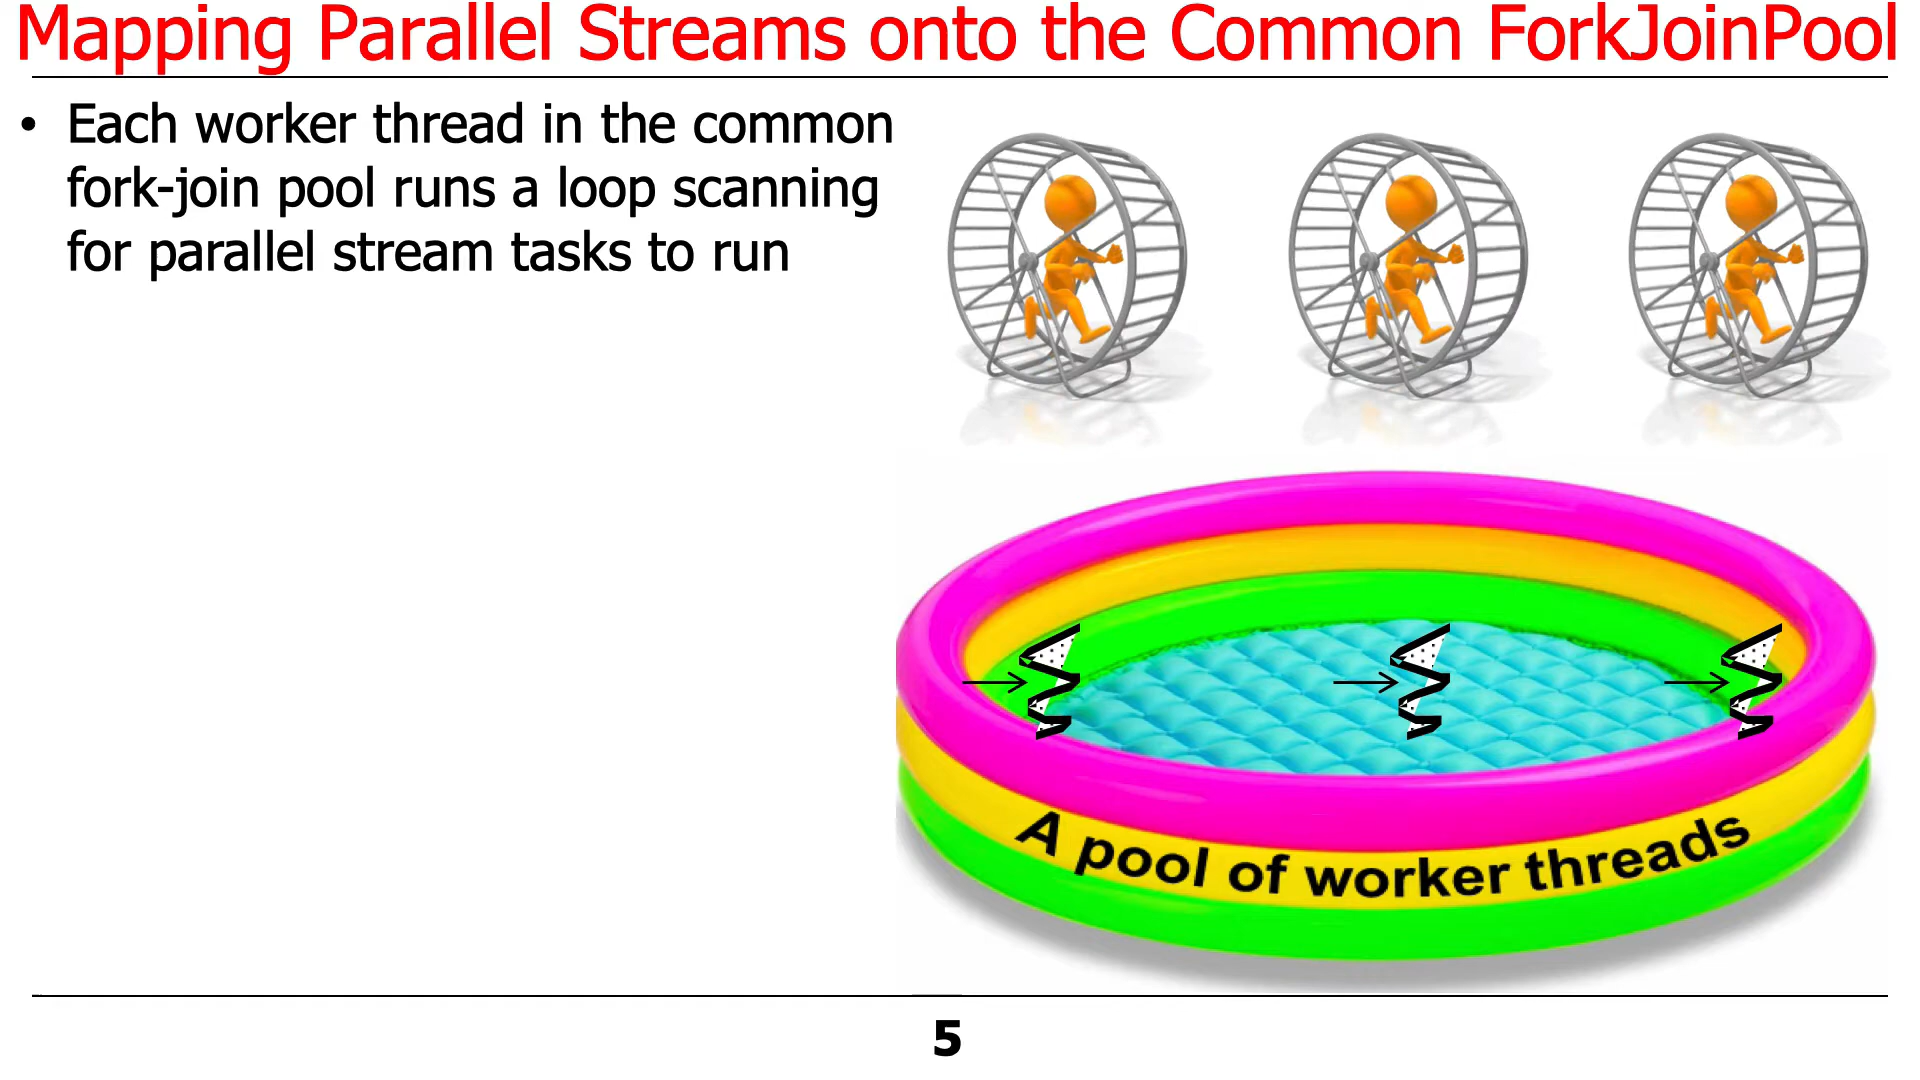 Mapping Parallel Streams onto the Common ForkJoinPool
• Each worker thread in the common
fork-join pool runs a loop scanning
for parallel stream tasks to run
A pool of worker threads
5